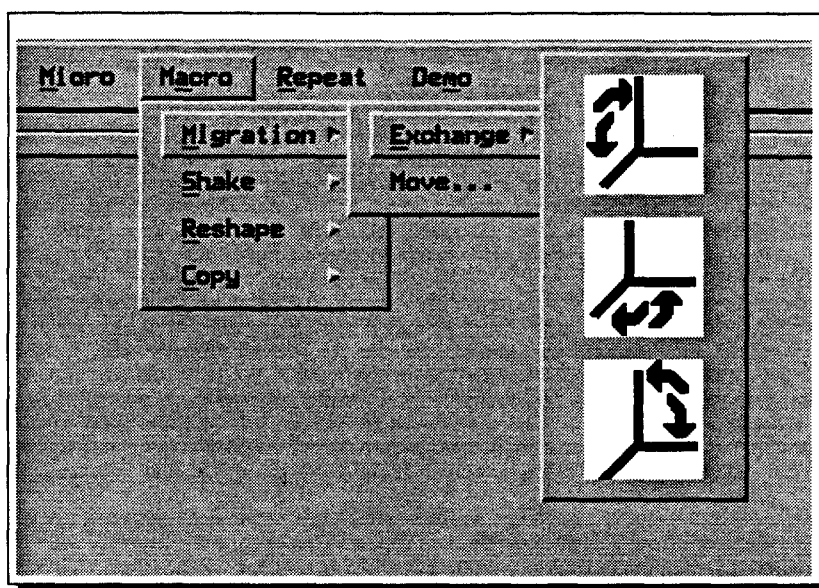 Micro Macro Repeat Demo
Migration Exchange
Shake Move...
Reshape
Copy